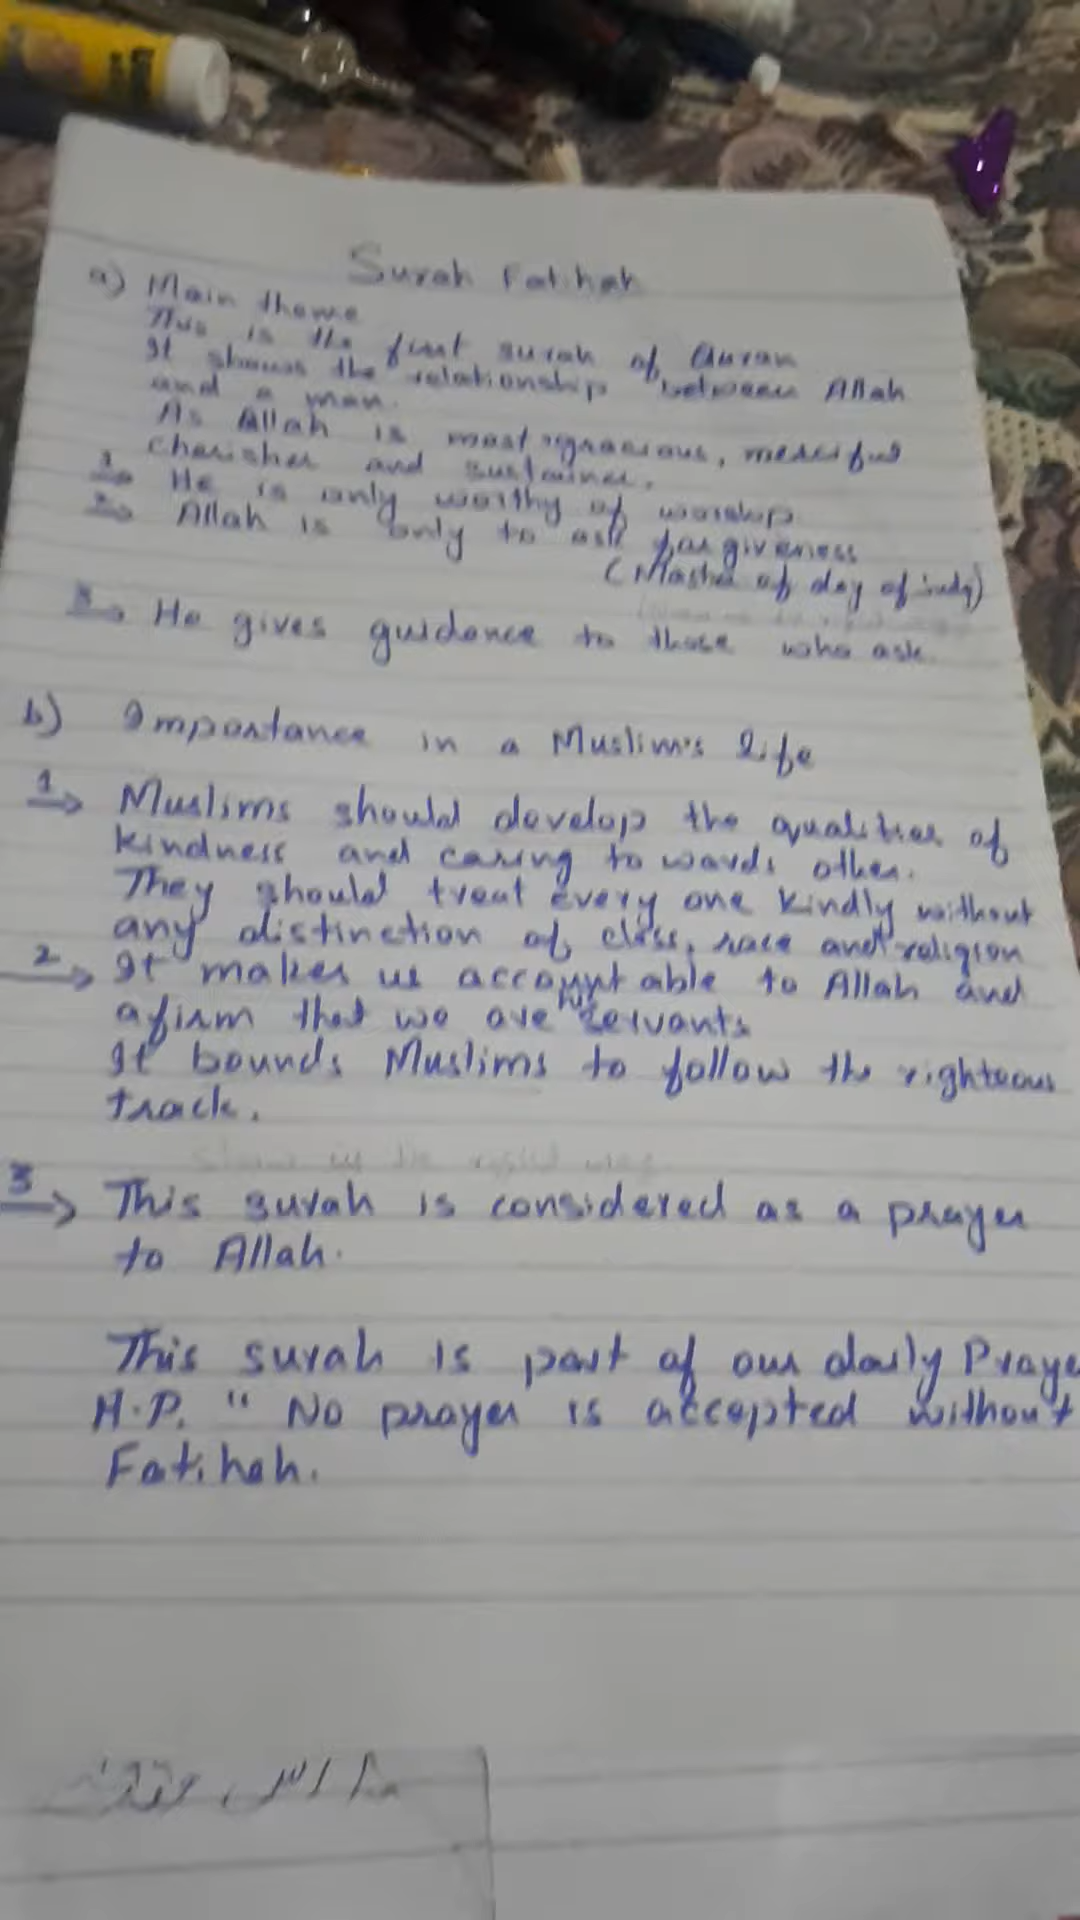 Surah Fatihah
a) Main theme
This is the first surah of Quran
It shows the relationship between Allah
and a man.
As Allah is most gracious, merciful
cherisher and sustainer.
1→ He is only worthy of worship
2→ Allah is only to ask forgiveness
(Master of day of judg)
3→ He gives guidance to those who ask.
b) Importance in a Muslim's life
1→ Muslims should develop the qualities of
kindness and caring towards other.
They should treat every one kindly without
any distinction of class, race and religion
2→ It makes us accountable to Allah and
afirm that we are His servants
It bounds Muslims to follow the righteous
track.
3→ This surah is considered as a prayer
to Allah.
This surah is part of our daily Praye
H.P. " No prayer is accepted without
Fatihah.